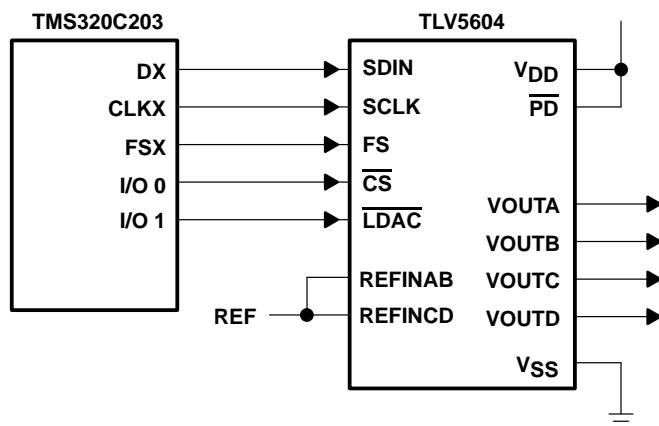 TMS320C203
TLV5604
DX
CLKX
FSX
I/O 0
I/O 1
SDIN
SCLK
FS
CS
LDAC
REFINAB
REFINCD
REF
VDD
PD
VOUTA
VOUTB
VOUTC
VOUTD
VSS